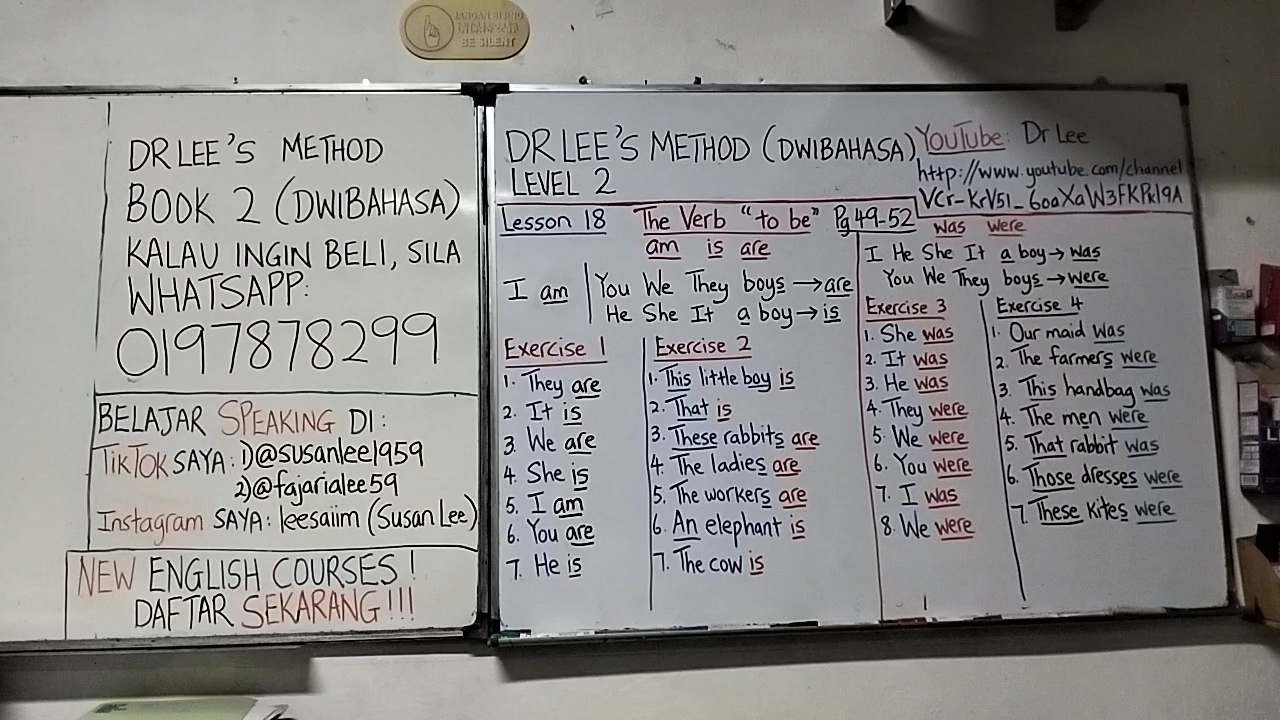 JANGAN BISING
BE SILENT
DR LEE'S METHOD
BOOK 2 (DWIBAHASA)
KALAU INGIN BELI, SILA
WHATSAPP:
0197878299
BELAJAR SPEAKING DI:
TikTok SAYA: 1)@susanlee1959
2)@fajarialee59
Instagram SAYA: leesaiim (Susan Lee)
NEW ENGLISH COURSES!
DAFTAR SEKARANG!!!
DR LEE'S METHOD (DWIBAHASA)
LEVEL 2
YouTube: Dr Lee
http://www.youtube.com/channel
Lesson 18 The Verb "to be" Pg 49-52
am is are
I am
You We They boys → are
He She It a boy → is
Exercise 1
1. They are
2. It is
3. We are
4. She is
5. I am
6. You are
7. He is
Exercise 2
1. This little boy is
2. That is
3. These rabbits are
4. The ladies are
5. The workers are
6. An elephant is
7. The cow is
was were
I He She It a boy → was
You We They boys → were
Exercise 3
1. She was
2. It was
3. He was
4. They were
5. We were
6. You were
7. I was
8. We were
Exercise 4
1. Our maid was
2. The farmers were
3. This handbag was
4. The men were
5. That rabbit was
6. Those dresses were
7. These kites were